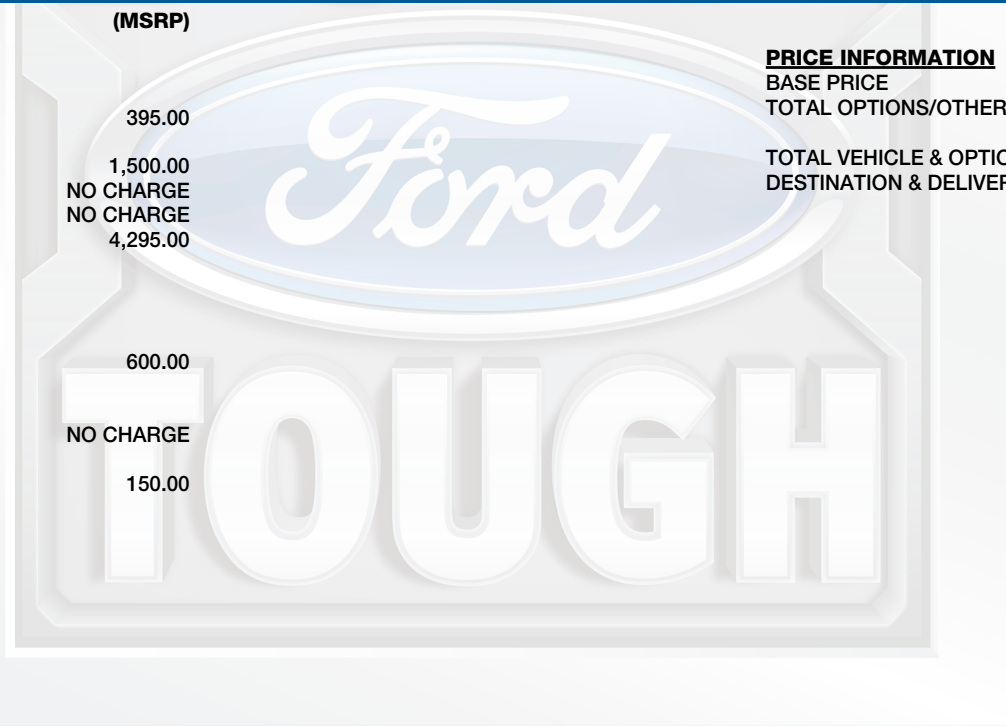 (MSRP)
395.00
1,500.00
NO CHARGE
NO CHARGE
4,295.00
600.00
NO CHARGE
150.00
PRICE INFORMATION
BASE PRICE
TOTAL OPTIONS/OTHER
TOTAL VEHICLE & OPTIO
DESTINATION & DELIVER
Ford
TOUGH